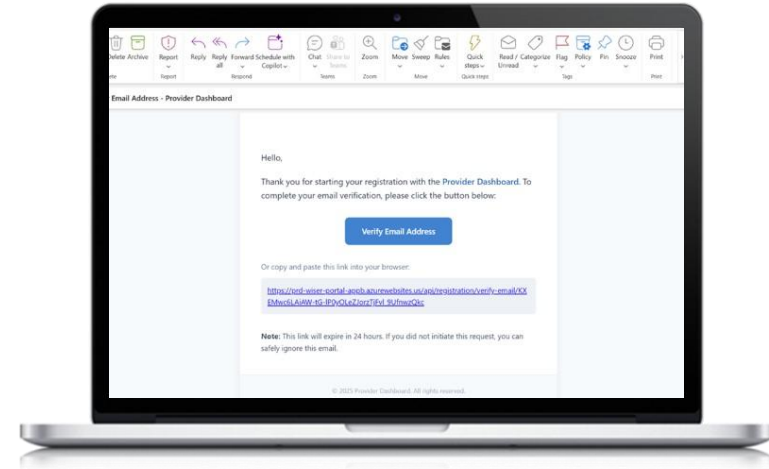 Delete Archive Report Reply Reply all Forward Schedule with Copilot Chat Share to Teams Zoom Move Sweep Rules Quick steps Read / Unread Categorize Flag Policy Pin Snooze Print
Report Respond Teams Zoom Move Quick steps Tags Print
Email Address - Provider Dashboard
Hello,
Thank you for starting your registration with the Provider Dashboard. To
complete your email verification, please click the button below:
Verify Email Address
Or copy and paste this link into your browser:
Note: This link will expire in 24 hours. If you did not initiate this request, you can
safely ignore this email.
© 2025 Provider Dashboard. All rights reserved.